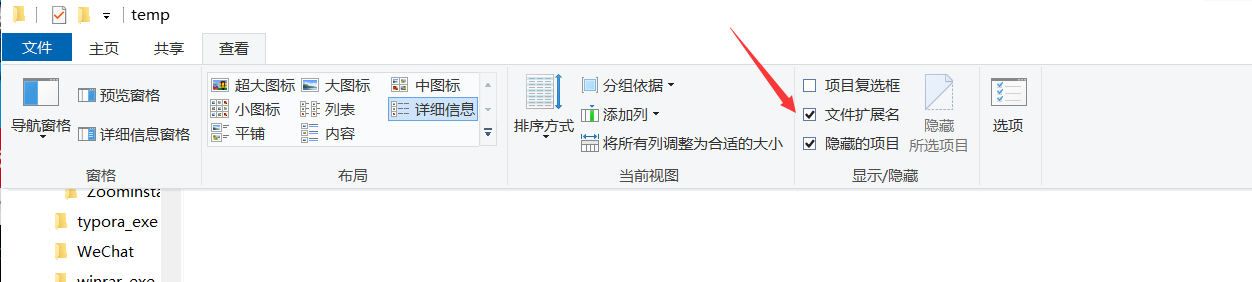 temp
文件 主页 共享 查看
导航窗格
预览窗格
详细信息窗格
窗格
超大图标 大图标 中图标
小图标 列表 详细信息
平铺 内容
布局
排序方式
分组依据
添加列
将所有列调整为合适的大小
当前视图
项目复选框
文件扩展名
隐藏的项目
隐藏
所选项目
显示/隐藏
选项
ZoomInsta
typora_exe
WeChat
winrar_exe